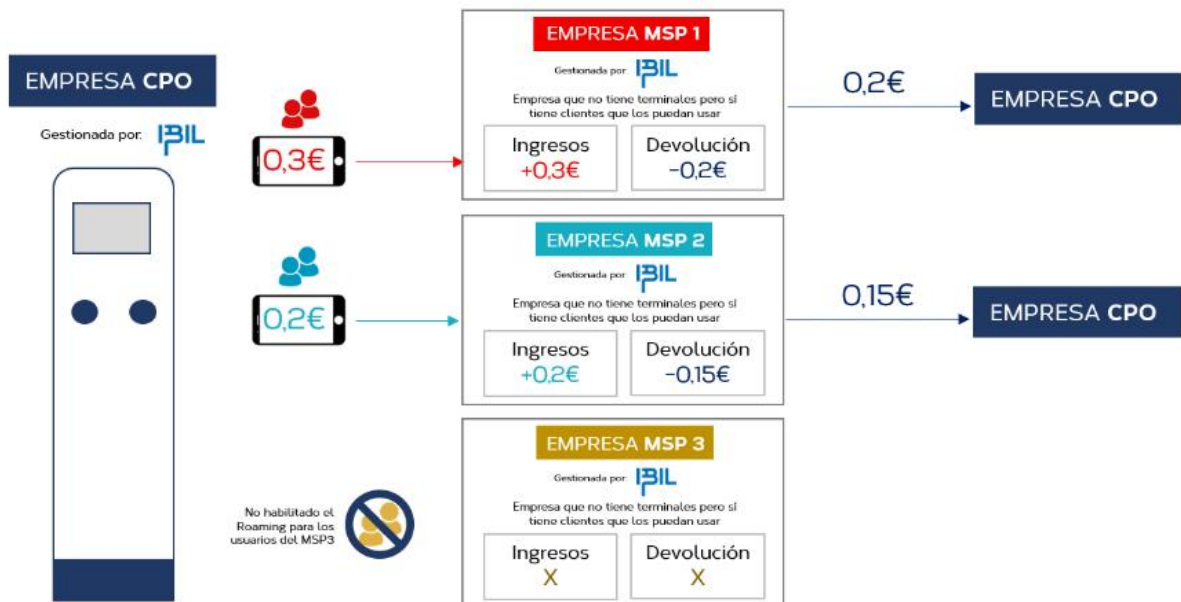 EMPRESA CPO
Gestionada por: IBIL
0,3€
EMPRESA MSP 1
Gestionada por: IBIL
Empresa que no tiene terminales pero sí
tiene clientes que los puedan usar
Ingresos
+0,3€
Devolución
-0,2€
0,2€
EMPRESA CPO
0,2€
EMPRESA MSP 2
Gestionada por: IBIL
Empresa que no tiene terminales pero sí
tiene clientes que los puedan usar
Ingresos
+0,2€
Devolución
-0,15€
0,15€
EMPRESA CPO
No habilitado el
Roaming para los
usuarios del MSP3
EMPRESA MSP 3
Gestionada por: IBIL
Empresa que no tiene terminales pero sí
tiene clientes que los puedan usar
Ingresos
X
Devolución
X